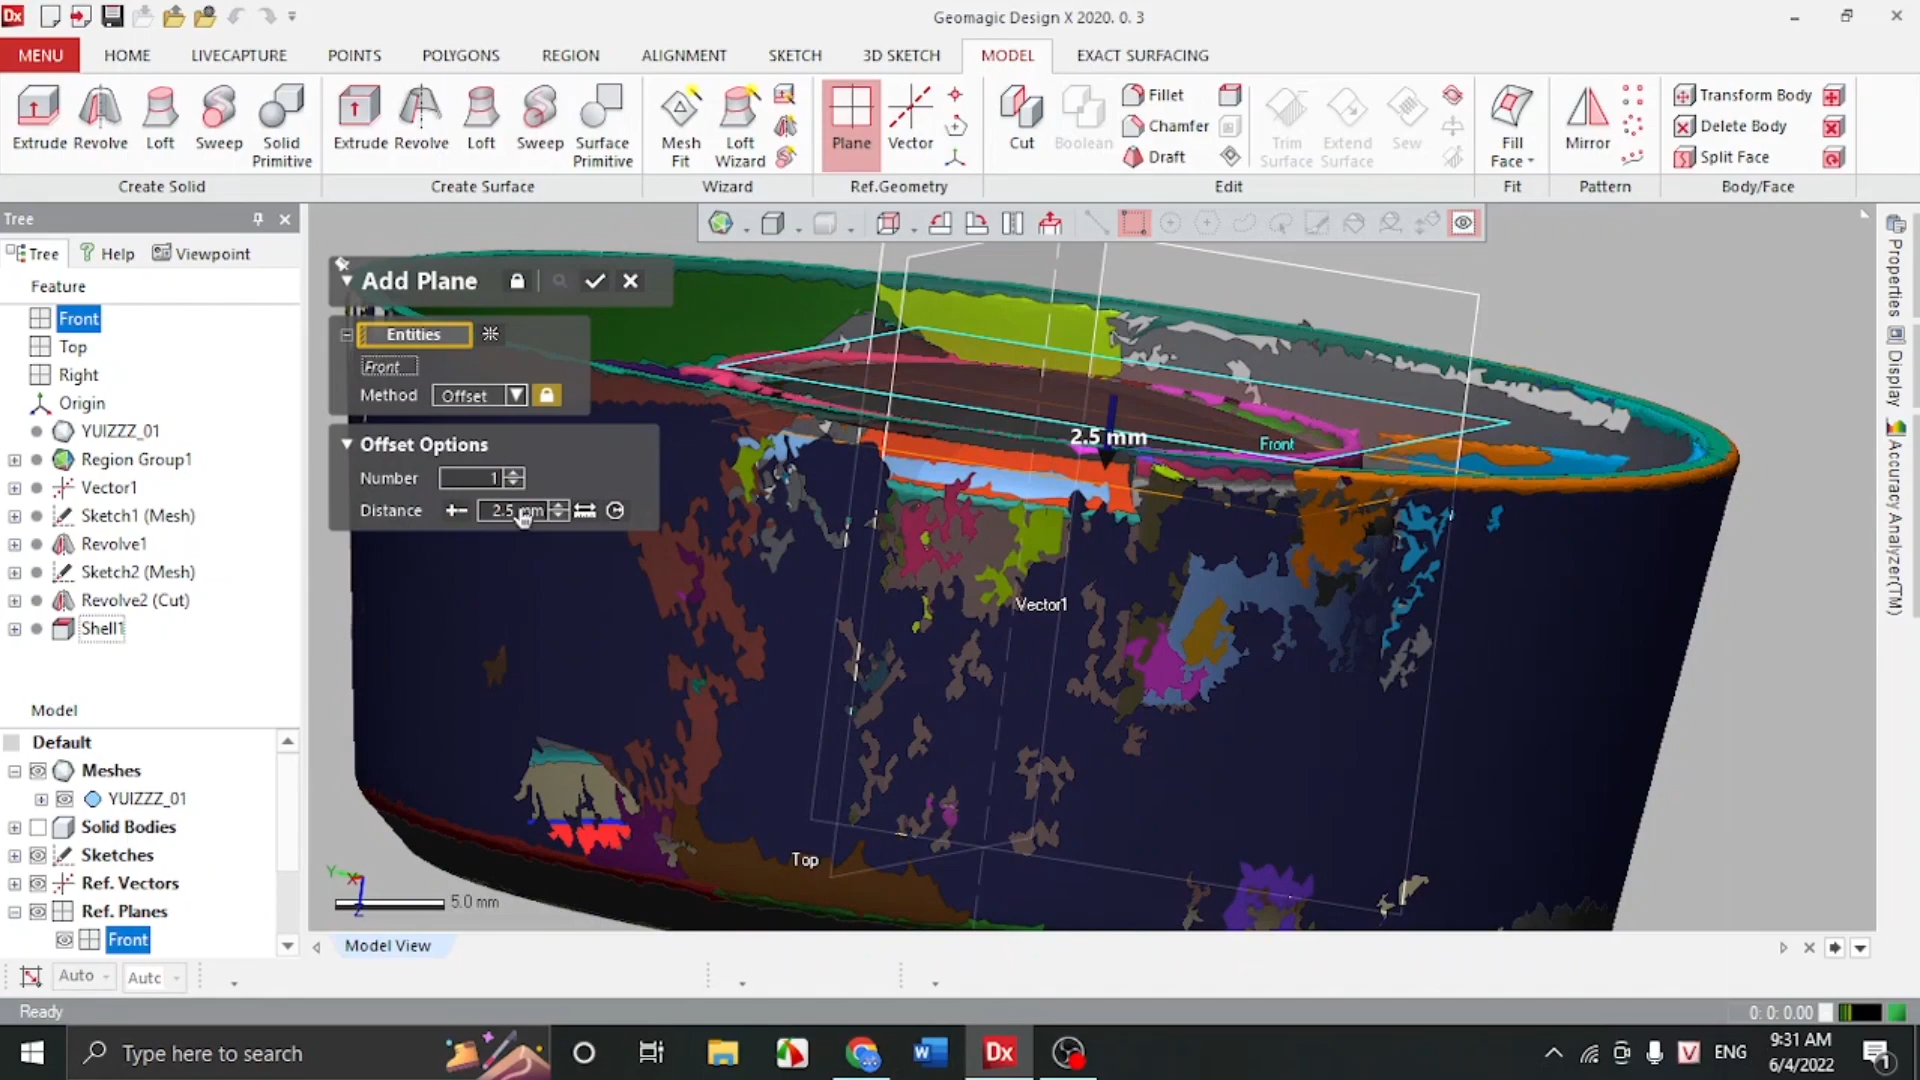 Dx
Geomagic Design X 2020. 0. 3
MENU HOME LIVECAPTURE POINTS POLYGONS REGION ALIGNMENT SKETCH 3D SKETCH MODEL EXACT SURFACING
Extrude Revolve Loft Sweep Solid Primitive
Extrude Revolve Loft Sweep Surface Primitive
Mesh Fit Loft Wizard
Plane Vector
Cut Boolean
Fillet
Chamfer
Draft
Trim Surface Extend Surface Sew
Fill Face
Mirror
Transform Body
Delete Body
Split Face
Create Solid Create Surface Wizard Ref.Geometry Edit Fit Pattern Body/Face
Tree
Tree Help Viewpoint
Feature
Front
Top
Right
Origin
YUIZZZ_01
Region Group1
Vector1
Sketch1 (Mesh)
Revolve1
Sketch2 (Mesh)
Revolve2 (Cut)
Shell1
Model
Default
Meshes
YUIZZZ_01
Solid Bodies
Sketches
Ref. Vectors
Ref. Planes
Front
Add Plane
Entities
Front
Method Offset
Offset Options
Number 1
Distance 2.5 mm
2.5 mm
Front
Vector1
Top
Y X
Z
5.0 mm
Properties
Display
Accuracy Analyzer(TM)
Model View
Auto Autc
Ready
0: 0: 0.00
Type here to search
Dx
V ENG
9:31 AM
6/4/2022
1